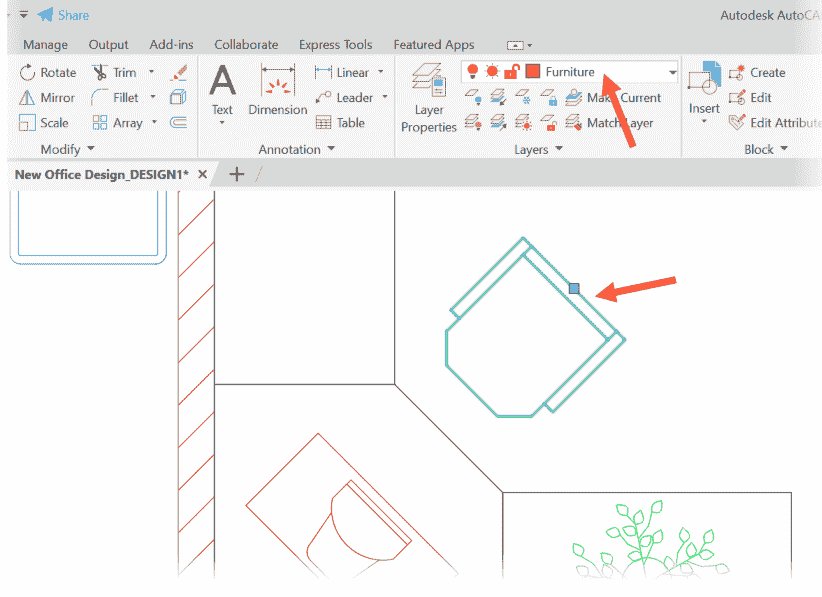 Share
Autodesk AutoCA
Manage Output Add-ins Collaborate Express Tools Featured Apps
Rotate Trim Linear Furniture Create
Mirror Fillet Text Dimension Leader Layer Properties Make Current Insert Edit
Scale Array Table Match Layer Edit Attribute
Modify Annotation Layers Block
New Office Design_DESIGN1*